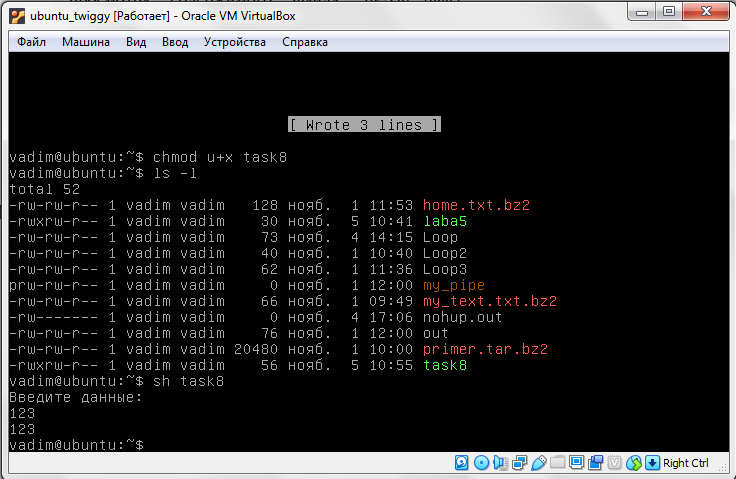 ubuntu_twiggy [Работает] - Oracle VM VirtualBox
Файл Машина Вид Ввод Устройства Справка
[ Wrote 3 lines ]
vadim@ubuntu:~$ chmod u+x task8
vadim@ubuntu:~$ ls -l
total 52
-rw-rw-r-- 1 vadim vadim 128 нояб. 1 11:53 home.txt.bz2
-rwxrw-r-- 1 vadim vadim 30 нояб. 5 10:41 laba5
-rw-rw-r-- 1 vadim vadim 73 нояб. 4 14:15 Loop
-rw-rw-r-- 1 vadim vadim 40 нояб. 1 10:40 Loop2
-rw-rw-r-- 1 vadim vadim 62 нояб. 1 11:36 Loop3
prw-rw-r-- 1 vadim vadim 0 нояб. 1 12:00 my_pipe
-rw-rw-r-- 1 vadim vadim 66 нояб. 1 09:49 my_text.txt.bz2
-rw------- 1 vadim vadim 0 нояб. 4 17:06 nohup.out
-rw-rw-r-- 1 vadim vadim 76 нояб. 1 12:00 out
-rw-rw-r-- 1 vadim vadim 20480 нояб. 1 10:00 primer.tar.bz2
-rwxrw-r-- 1 vadim vadim 56 нояб. 5 10:55 task8
vadim@ubuntu:~$ sh task8
Введите данные:
123
123
vadim@ubuntu:~$
Right Ctrl